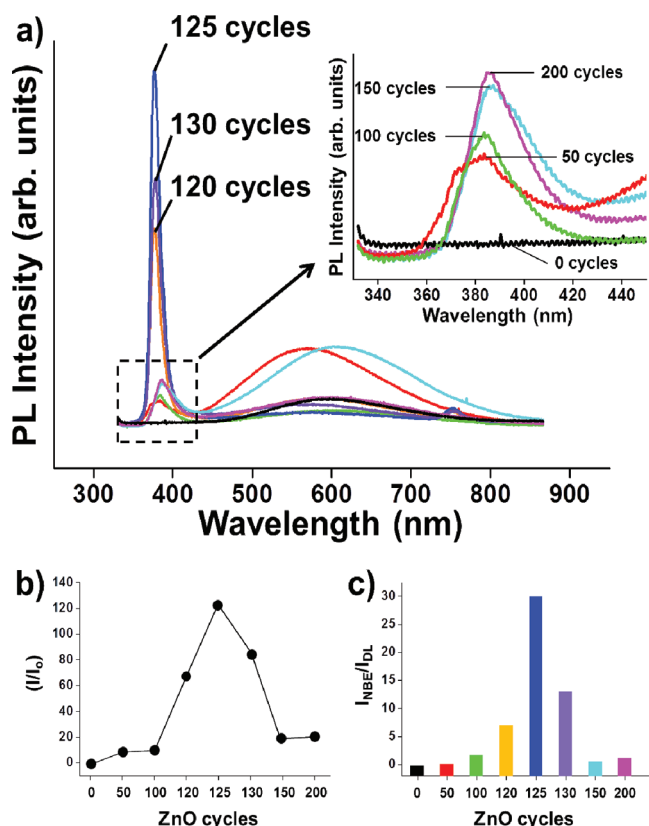 a)
PL Intensity (arb. units)
125 cycles
130 cycles
120 cycles
300 400 500 600 700 800 900
Wavelength (nm)
PL Intensity (arb. units)
200 cycles
150 cycles
100 cycles
50 cycles
0 cycles
340 360 380 400 420 440
Wavelength (nm)
b)
(I/Io)
140
120
100
80
60
40
20
0
0 50 100 120 125 130 150 200
ZnO cycles
c)
INBE/IDL
30
25
20
15
10
5
0
0 50 100 120 125 130 150 200
ZnO cycles